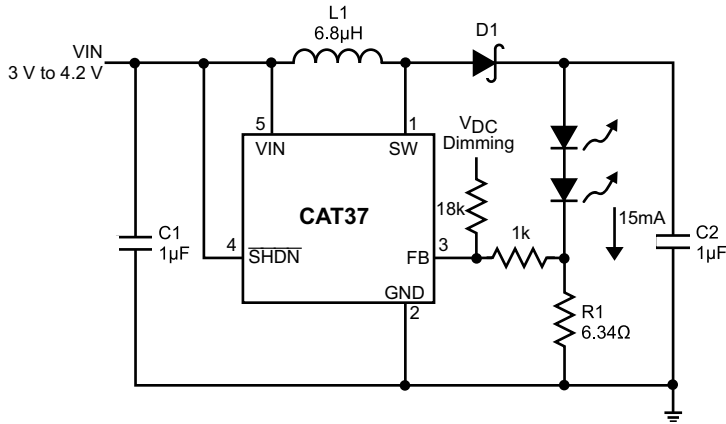 L1
6.8µH
D1
VIN
3 V to 4.2 V
5
1
VIN
SW
VDC
Dimming
CAT37
18k
1k
15mA
4
SHDN
FB
3
C1
1µF
C2
1µF
GND
2
R1
6.34Ω